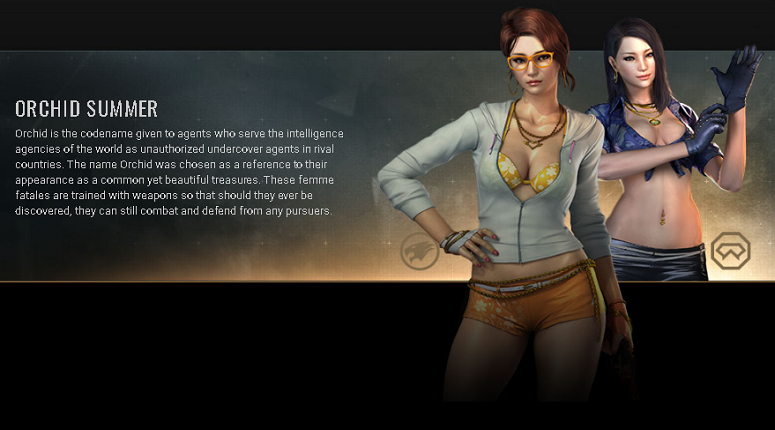 ORCHID SUMMER
Orchid is the codename given to agents who serve the intelligence
agencies of the world as unauthorized undercover agents in rival
countries. The name Orchid was chosen as a reference to their
appearance as a common yet beautiful treasures. These femme
fatales are trained with weapons so that should they ever be
discovered, they can still combat and defend from any pursuers.